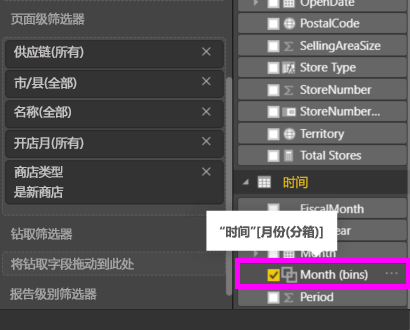 页面级筛选器
供应链(所有)
市/县(全部)
名称(全部)
开店月(所有)
商店类型
是新商店
钻取筛选器
将钻取字段拖动到此处
报告级别筛选器
OpenDate
PostalCode
SellingAreaSize
Store Type
StoreNumber
StoreNumber...
Territory
Total Stores
时间
FiscalMonth
"时间"[月份(分箱)]
Month
Month (bins)
Period